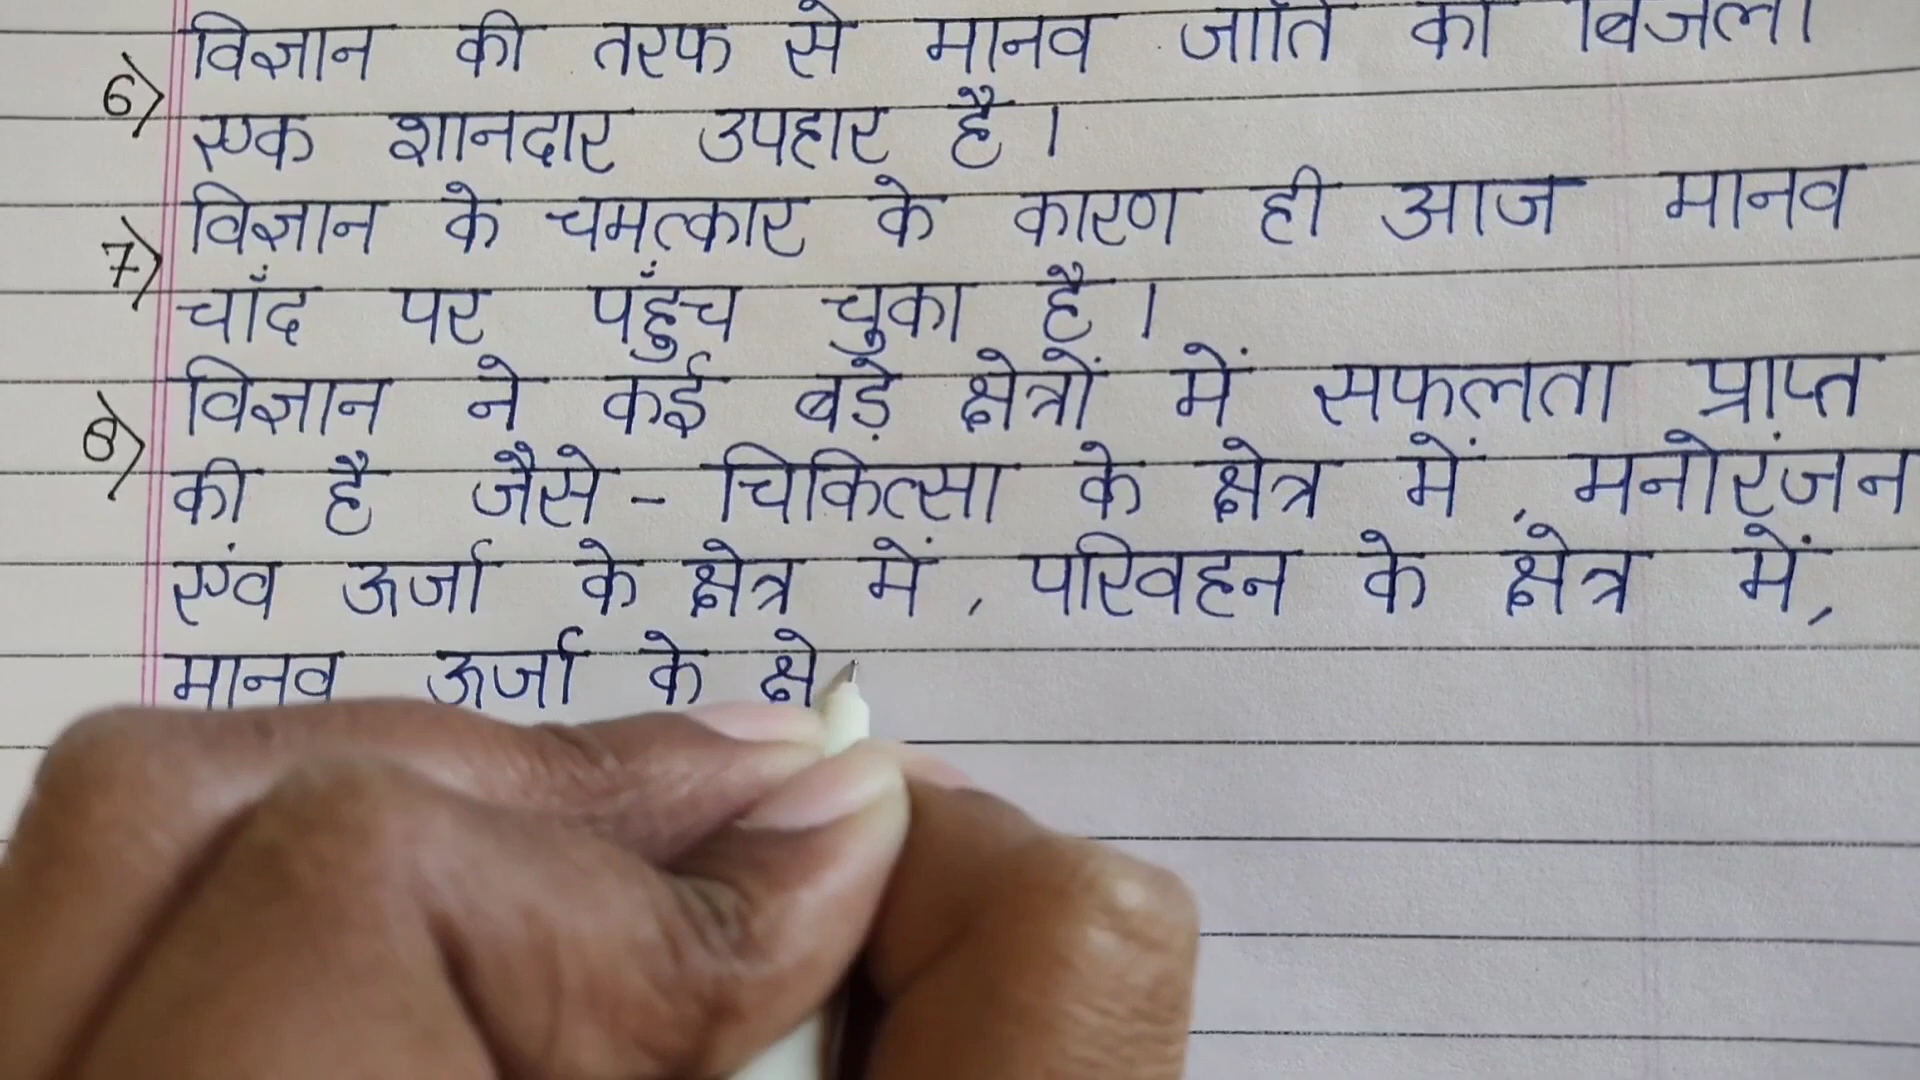 6) विज्ञान की तरफ से मानव जाति को बिजली
एक शानदार उपहार है ।
7) विज्ञान के चमत्कार के कारण ही आज मानव
चाँद पर पहुँच चुका है ।
8) विज्ञान ने कई बड़े क्षेत्रों में सफलता प्राप्त
की है जैसे - चिकित्सा के क्षेत्र में, मनोरंजन
एंव ऊर्जा के क्षेत्र में, परिवहन के क्षेत्र में,
मानव ऊर्जा के क्षे